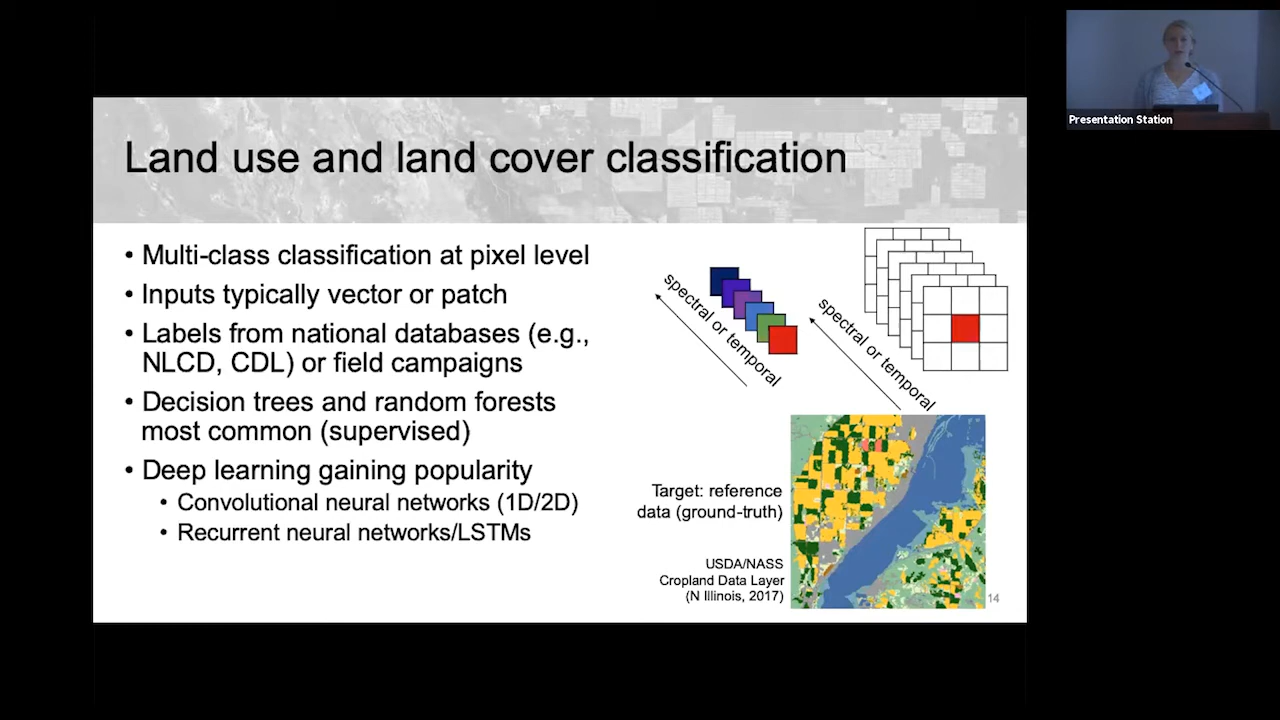 Presentation Station
Land use and land cover classification
• Multi-class classification at pixel level
• Inputs typically vector or patch
• Labels from national databases (e.g.,
NLCD, CDL) or field campaigns
• Decision trees and random forests
most common (supervised)
• Deep learning gaining popularity
• Convolutional neural networks (1D/2D)
• Recurrent neural networks/LSTMs
spectral or temporal
spectral or temporal
Target: reference
data (ground-truth)
USDA/NASS
Cropland Data Layer
(N Illinois, 2017)
14